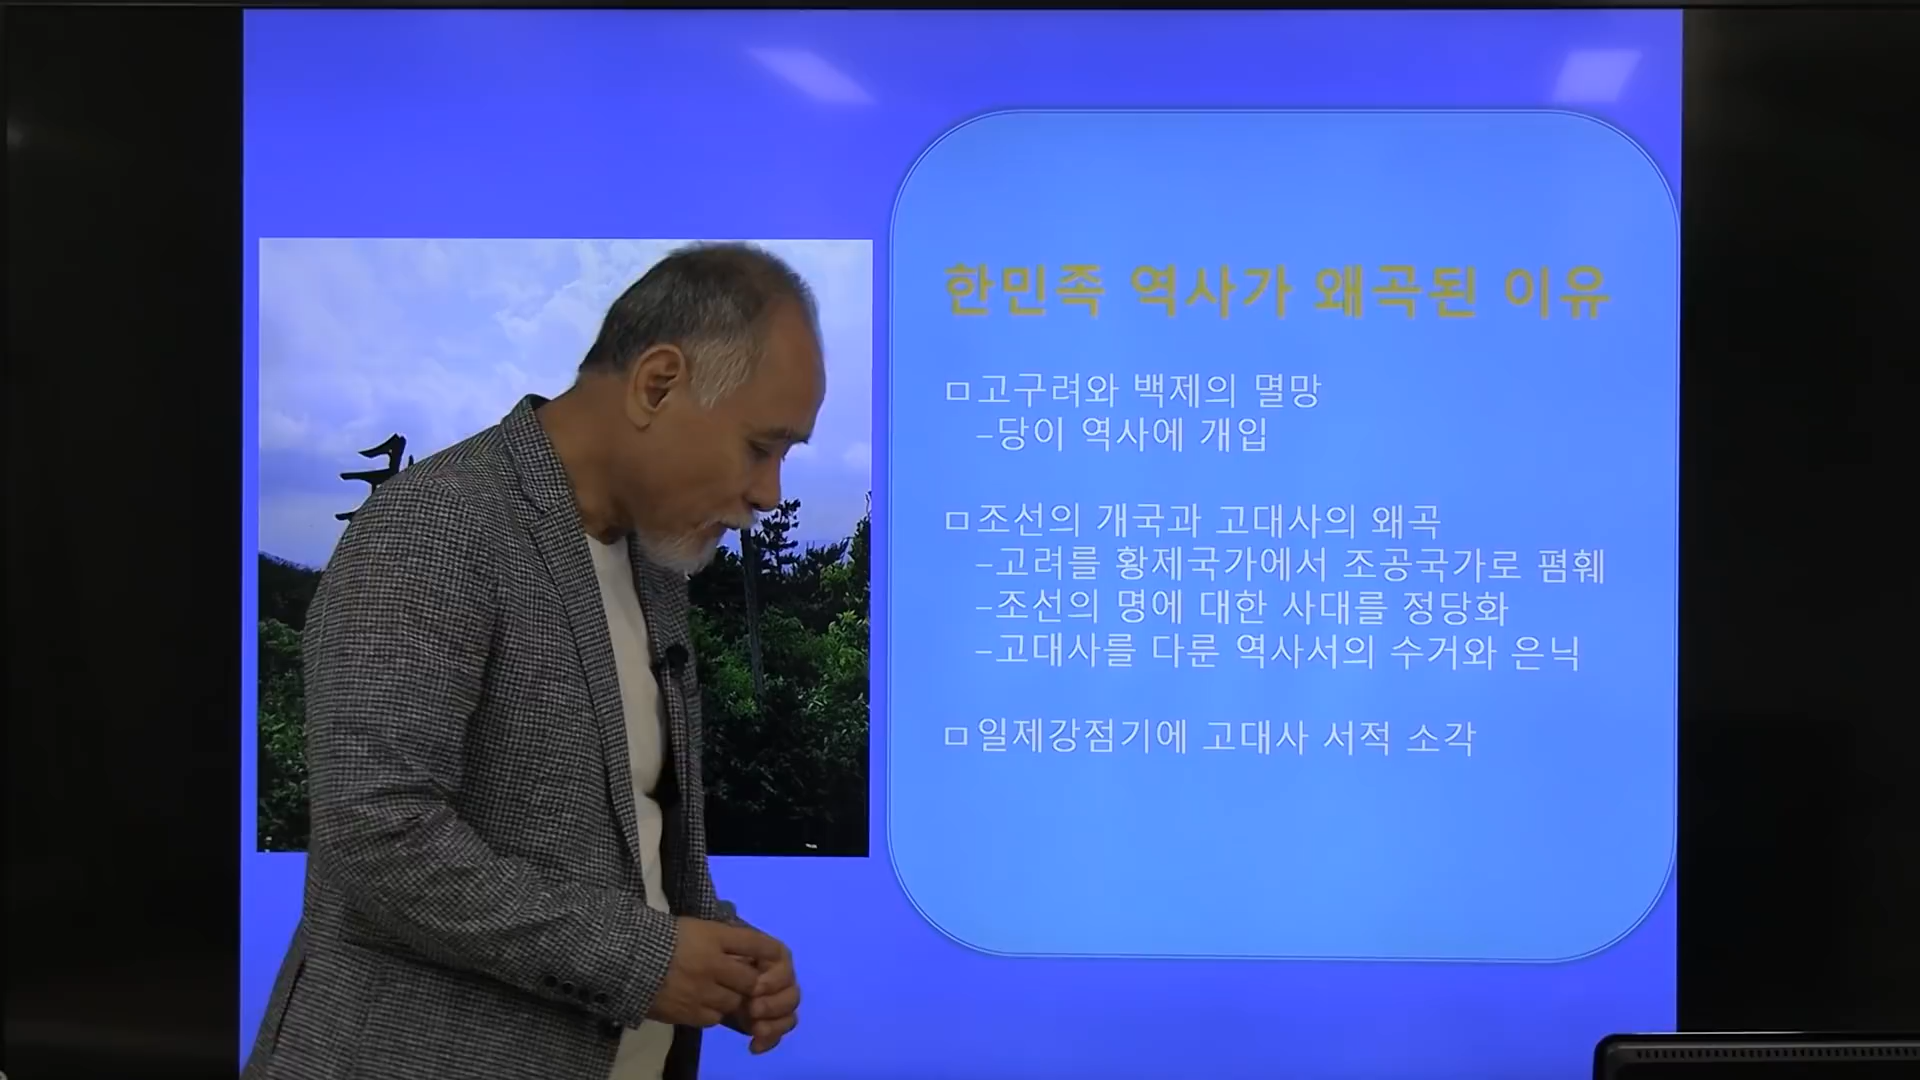 한민족 역사가 왜곡된 이유
고구려와 백제의 멸망
-당이 역사에 개입
조선의 개국과 고대사의 왜곡
-고려를 황제국가에서 조공국가로 폄훼
-조선의 명에 대한 사대를 정당화
-고대사를 다룬 역사서의 수거와 은닉
일제강점기에 고대사 서적 소각